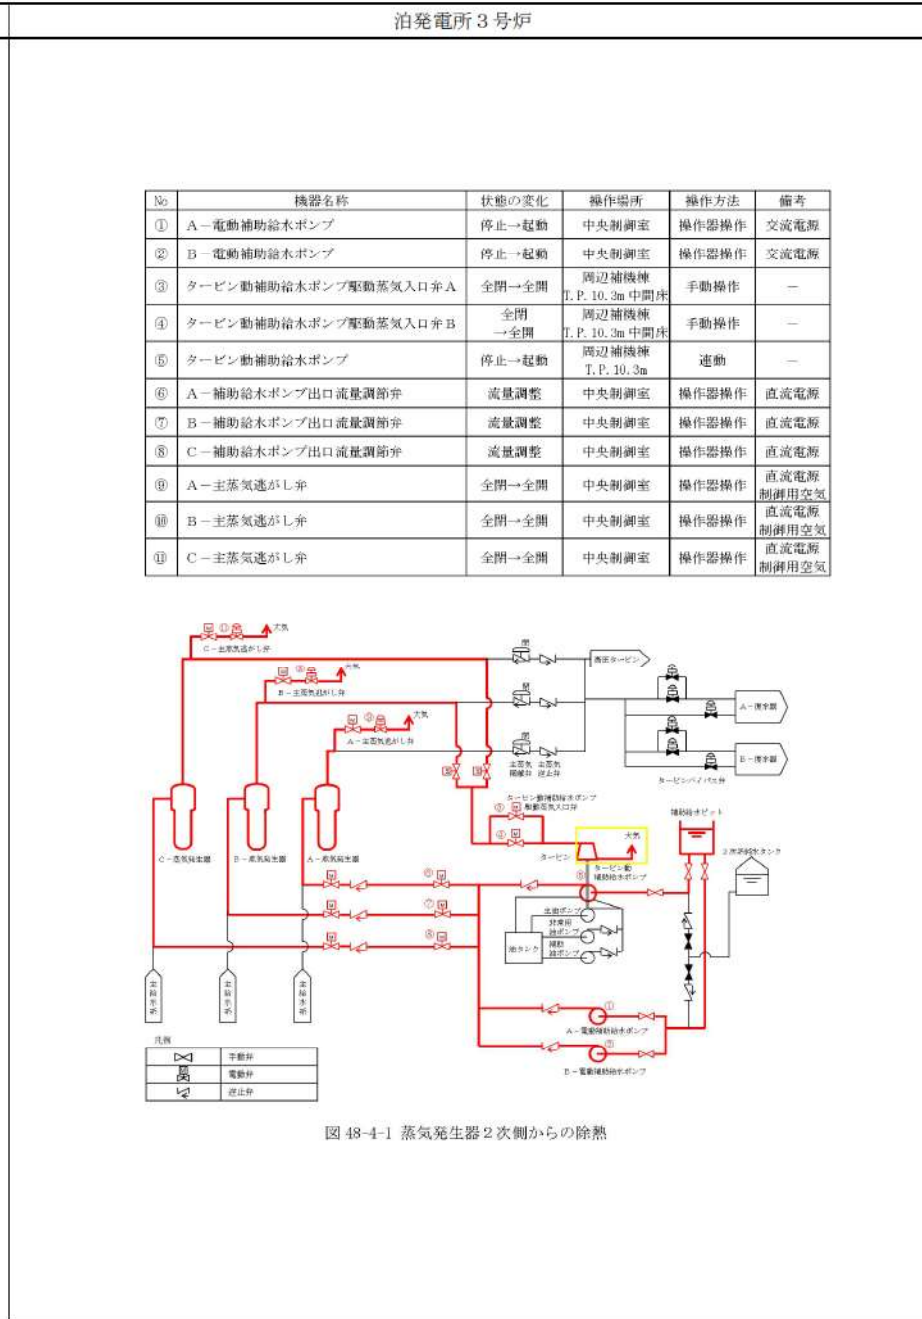 泊発電所3号炉
No 機器名称 状態の変化 操作場所 操作方法 備考
① A-電動補助給水ポンプ 停止→起動 中央制御室 操作器操作 交流電源
② B-電動補助給水ポンプ 停止→起動 中央制御室 操作器操作 交流電源
③ タービン動補助給水ポンプ駆動蒸気入口弁A 全閉→全開 周辺補機棟 T.P.10.3m中間床 手動操作 -
④ タービン動補助給水ポンプ駆動蒸気入口弁B 全閉→全開 周辺補機棟 T.P.10.3m中間床 手動操作 -
⑤ タービン動補助給水ポンプ 停止→起動 周辺補機棟 T.P.10.3m 連動 -
⑥ A-補助給水ポンプ出口流量調節弁 流量調整 中央制御室 操作器操作 直流電源
⑦ B-補助給水ポンプ出口流量調節弁 流量調整 中央制御室 操作器操作 直流電源
⑧ C-補助給水ポンプ出口流量調節弁 流量調整 中央制御室 操作器操作 直流電源
⑨ A-主蒸気逃がし弁 全閉→全開 中央制御室 操作器操作 直流電源 制御用空気
⑩ B-主蒸気逃がし弁 全閉→全開 中央制御室 操作器操作 直流電源 制御用空気
⑪ C-主蒸気逃がし弁 全閉→全開 中央制御室 操作器操作 直流電源 制御用空気
⑪ 大気
C-主蒸気逃がし弁
閉
高圧タービン
⑩ 大気
B-主蒸気逃がし弁
閉
A-復水器
⑨ 大気
A-主蒸気逃がし弁
閉
主蒸気隔離弁
主蒸気逆止弁
B-復水器
タービンバイパス弁
タービン動補助給水ポンプ
駆動蒸気入口弁
③
④
補助給水ピット
大気
2次系純水タンク
C-蒸気発生器
B-蒸気発生器
A-蒸気発生器
タービン
タービン動
補助給水ポンプ
⑤
⑥
⑦
⑧
主油ポンプ
非常用
油ポンプ
油タンク
補助
油ポンプ
主給水系
主給水系
主給水系
①
A-電動補助給水ポンプ
②
B-電動補助給水ポンプ
凡例
手動弁
電動弁
逆止弁
図 48-4-1 蒸気発生器2次側からの除熱